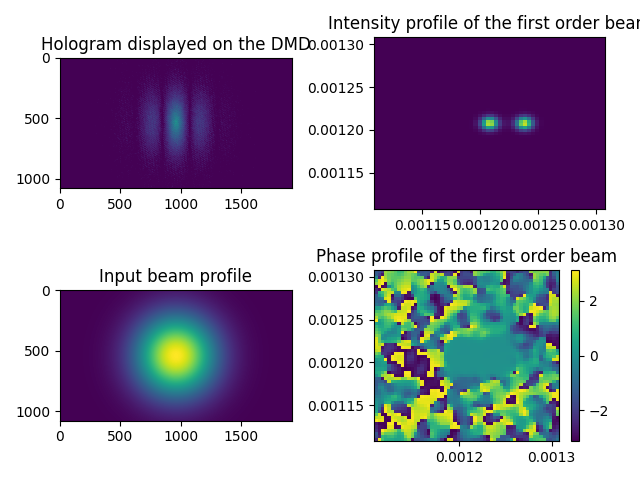 Hologram displayed on the DMD
0
500
1000
0 500 1000 1500
Intensity profile of the first order bear
0.00130
0.00125
0.00120
0.00115
0.00115 0.00120 0.00125 0.00130
Input beam profile
0
500
1000
0 500 1000 1500
Phase profile of the first order beam
0.00130
0.00125
0.00120
0.00115
0.0012 0.0013
2
0
−2